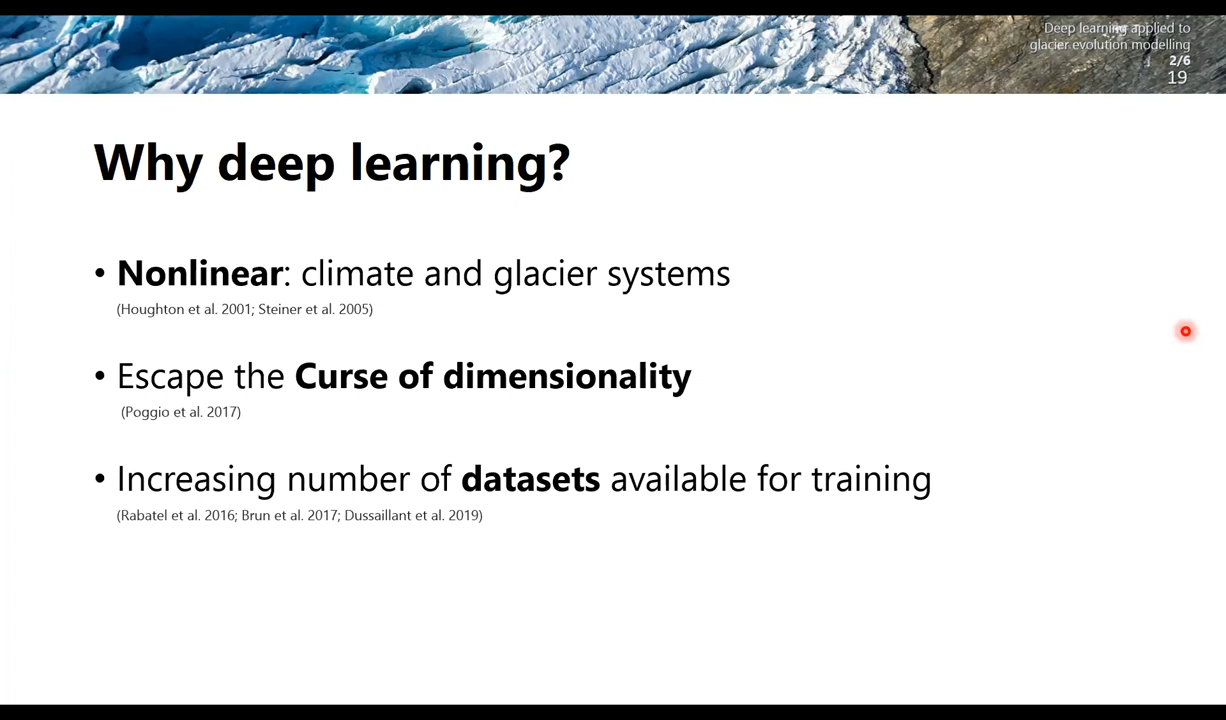 Deep learning applied to
glacier evolution modelling
2/6
19
Why deep learning?
• Nonlinear: climate and glacier systems
(Houghton et al. 2001; Steiner et al. 2005)
• Escape the Curse of dimensionality
(Poggio et al. 2017)
• Increasing number of datasets available for training
(Rabatel et al. 2016; Brun et al. 2017; Dussaillant et al. 2019)